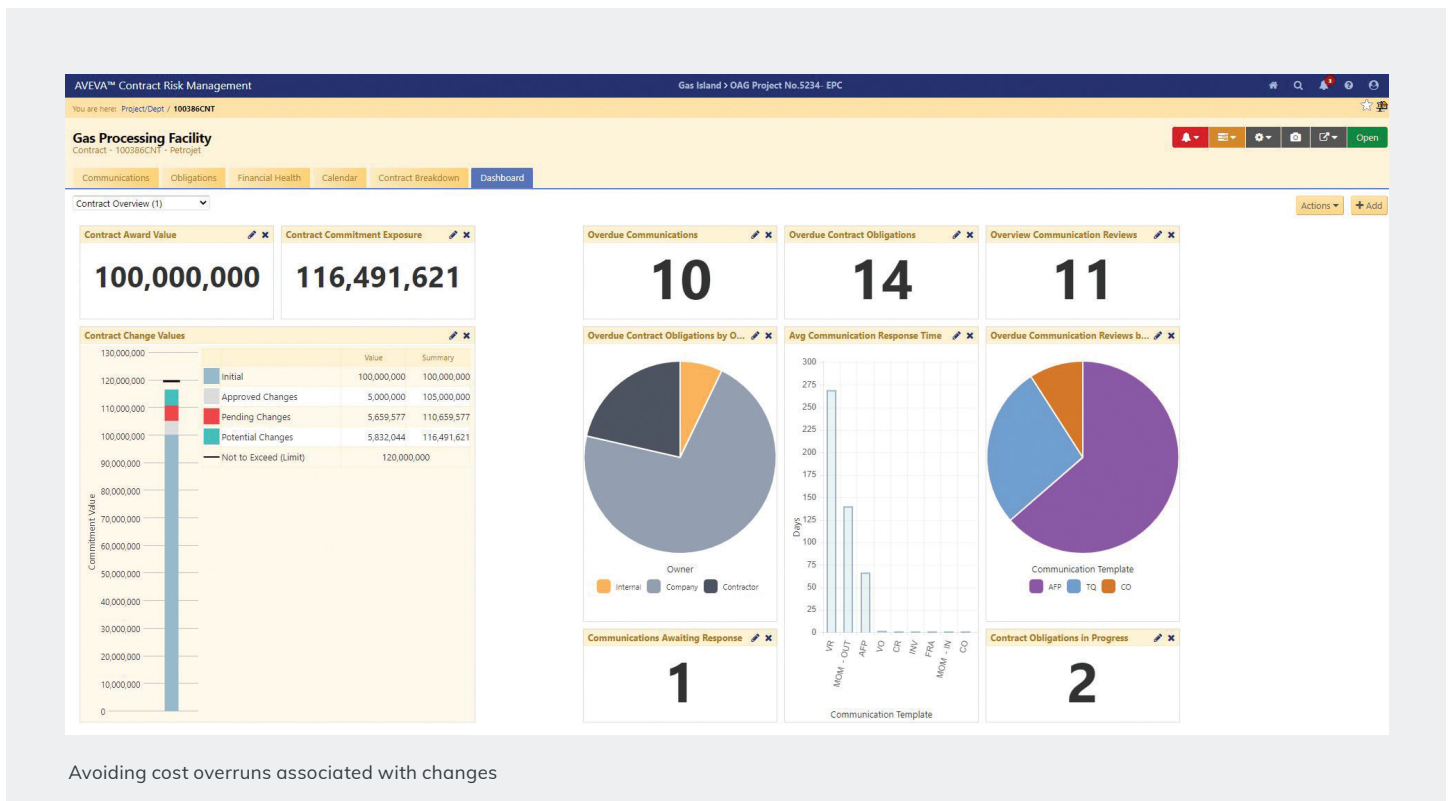 AVEVA™ Contract Risk Management
Gas Island > OAG Project No.5234- EPC
3
You are here: Project/Dept / 100386CNT
Gas Processing Facility
Contract - 100386CNT - Petrojet
Open
Communications Obligations Financial Health Calendar Contract Breakdown Dashboard
Contract Overview (1)
Actions
+ Add
Contract Award Value
100,000,000
Contract Commitment Exposure
116,491,621
Overdue Communications
10
Overdue Contract Obligations
14
Overview Communication Reviews
11
Contract Change Values
Commitment Value
130,000,000
120,000,000
110,000,000
100,000,000
90,000,000
80,000,000
70,000,000
60,000,000
50,000,000
40,000,000
30,000,000
20,000,000
10,000,000
0
Value Summary
Initial 100,000,000 100,000,000
Approved Changes 5,000,000 105,000,000
Pending Changes 5,659,577 110,659,577
Potential Changes 5,832,044 116,491,621
Not to Exceed (Limit) 120,000,000
Overdue Contract Obligations by O...
Owner
Internal Company Contractor
Avg Communication Response Time
Days
300
275
250
225
200
175
150
125
100
75
50
25
0
VR MOM - OUT AFP VO CR INV FRA MOM - IN CO
Communication Template
Overdue Communication Reviews b...
Communication Template
AFP TQ CO
Communications Awaiting Response
1
Contract Obligations in Progress
2
Avoiding cost overruns associated with changes